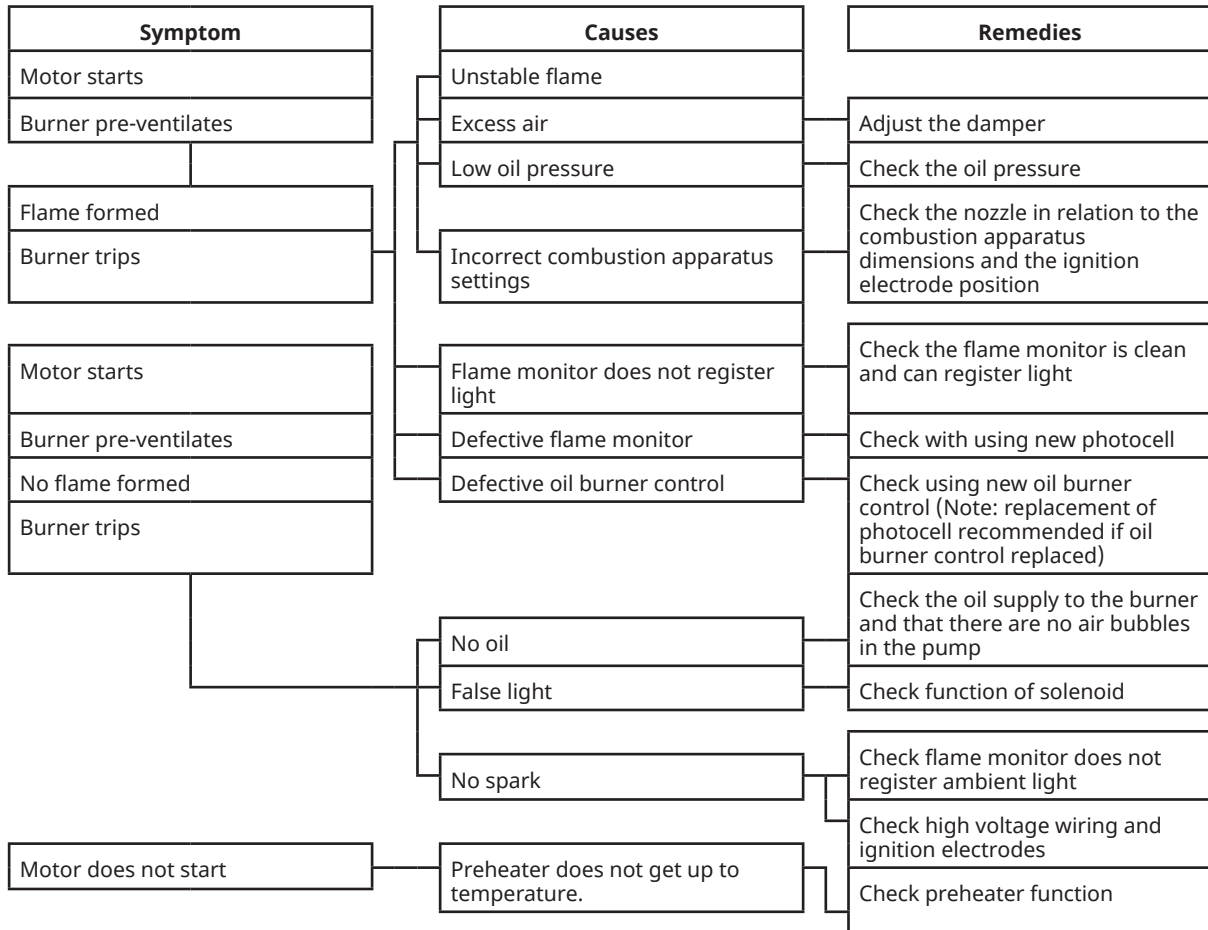 Symptom
Causes
Remedies
Motor starts
Unstable flame
Burner pre-ventilates
Excess air
Adjust the damper
Low oil pressure
Check the oil pressure
Flame formed
Burner trips
Incorrect combustion apparatus
settings
Check the nozzle in relation to the
combustion apparatus
dimensions and the ignition
electrode position
Motor starts
Flame monitor does not register
light
Check the flame monitor is clean
and can register light
Burner pre-ventilates
Defective flame monitor
Check with using new photocell
No flame formed
Defective oil burner control
Check using new oil burner
control (Note: replacement of
photocell recommended if oil
burner control replaced)
Burner trips
No oil
Check the oil supply to the burner
and that there are no air bubbles
in the pump
False light
Check function of solenoid
No spark
Check flame monitor does not
register ambient light
Check high voltage wiring and
ignition electrodes
Motor does not start
Preheater does not get up to
temperature.
Check preheater function